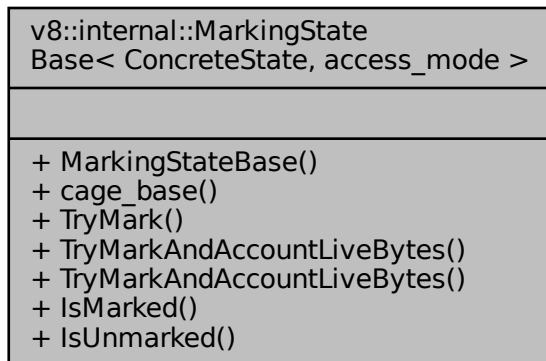 v8::internal::MarkingState
Base< ConcreteState, access_mode >
+ MarkingStateBase()
+ cage_base()
+ TryMark()
+ TryMarkAndAccountLiveBytes()
+ TryMarkAndAccountLiveBytes()
+ IsMarked()
+ IsUnmarked()